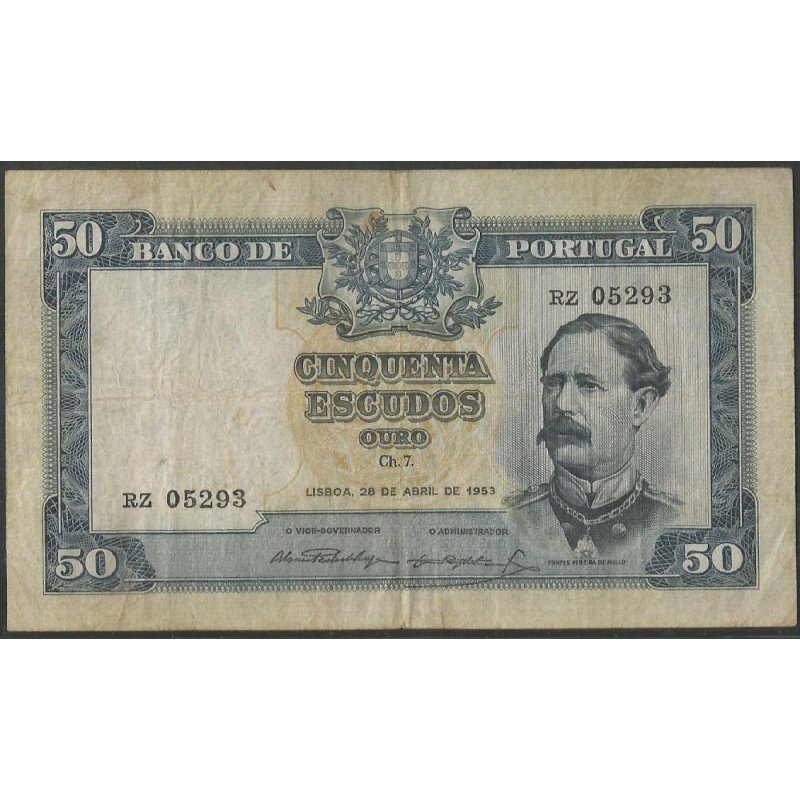 50 50
BANCO DE PORTUGAL
RZ 05293
CINQUENTA
ESCUDOS
OURO
Ch. 7.
LISBOA, 28 DE ABRIL DE 1953
RZ 05293
O VICE-GOVERNADOR O ADMINISTRADOR
FONTES PEREIRA DE MELLO
50 50